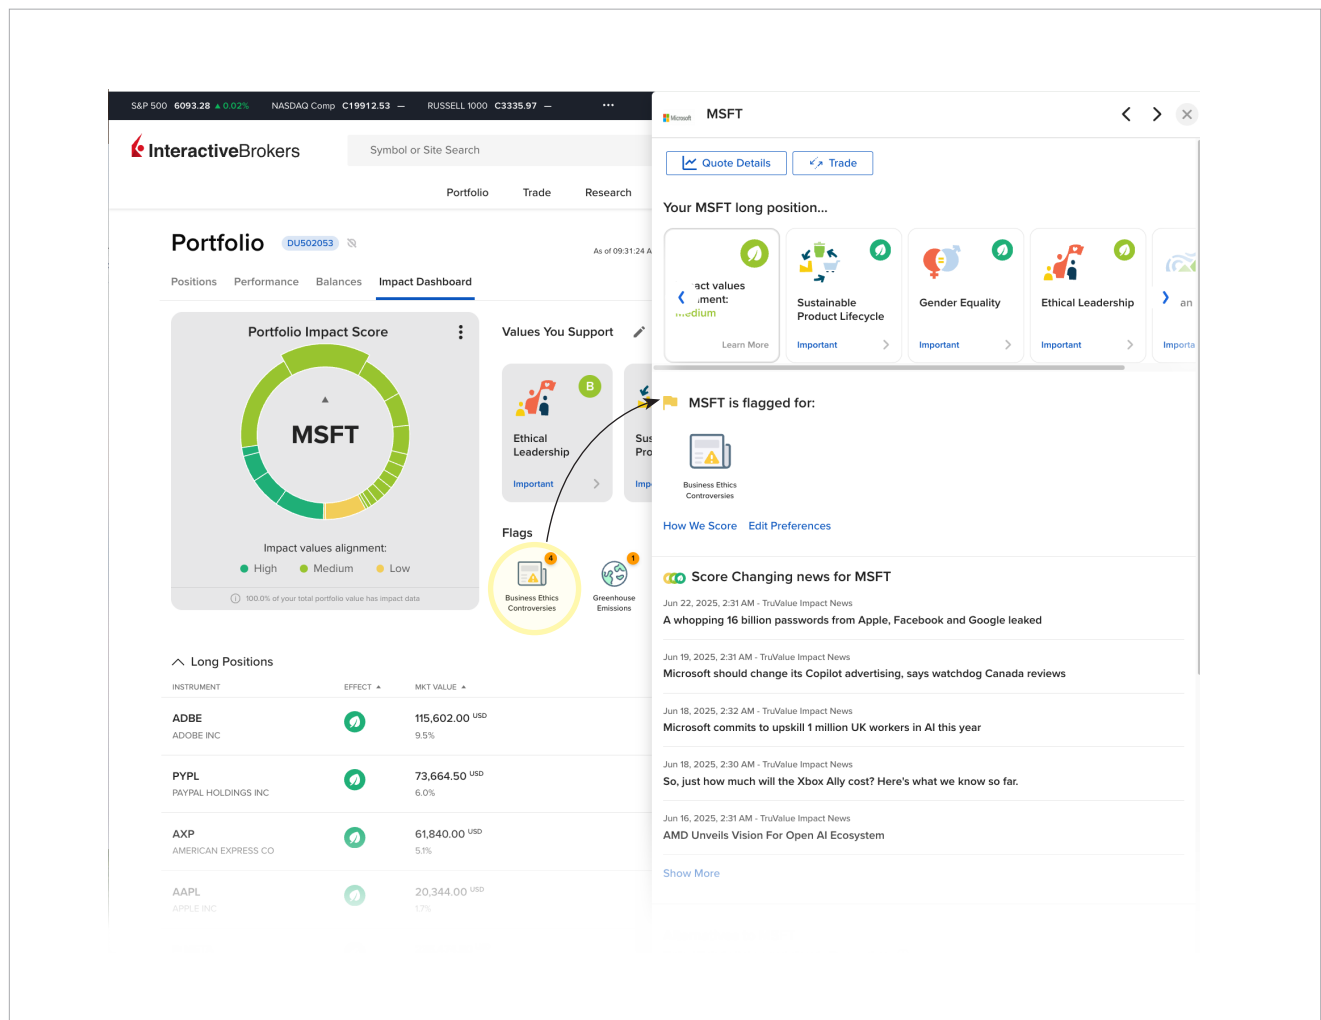 S&P 500 6093.28 ▲ 0.02% NASDAQ Comp C19912.53 — RUSSELL 1000 C3335.97 — •••
InteractiveBrokers
Symbol or Site Search
Portfolio Trade Research
Portfolio DU502053
As of 09:31:24 A
Positions Performance Balances Impact Dashboard
Portfolio Impact Score
MSFT
Impact values alignment:
High Medium Low
100.0% of your total portfolio value has impact data
Values You Support
B
Ethical
Leadership
Important
Sus
Pro
Imp
Flags
4
Business Ethics
Controversies
1
Greenhouse
Emissions
Long Positions
INSTRUMENT EFFECT ▲ MKT VALUE ▲
ADBE 115,602.00 USD
ADOBE INC 9.5%
PYPL 73,664.50 USD
PAYPAL HOLDINGS INC 6.0%
AXP 61,840.00 USD
AMERICAN EXPRESS CO 5.1%
AAPL 20,344.00 USD
APPLE INC 1.7%
Microsoft MSFT
Quote Details Trade
Your MSFT long position...
act values
nment:
medium
Learn More
Sustainable
Product Lifecycle
Important
Gender Equality
Important
Ethical Leadership
Important
an
Importa
MSFT is flagged for:
Business Ethics
Controversies
How We Score Edit Preferences
Score Changing news for MSFT
Jun 22, 2025, 2:31 AM - TruValue Impact News
A whopping 16 billion passwords from Apple, Facebook and Google leaked
Jun 19, 2025, 2:31 AM - TruValue Impact News
Microsoft should change its Copilot advertising, says watchdog Canada reviews
Jun 18, 2025, 2:32 AM - TruValue Impact News
Microsoft commits to upskill 1 million UK workers in AI this year
Jun 18, 2025, 2:30 AM - TruValue Impact News
So, just how much will the Xbox Ally cost? Here's what we know so far.
Jun 16, 2025, 2:31 AM - TruValue Impact News
AMD Unveils Vision For Open AI Ecosystem
Show More